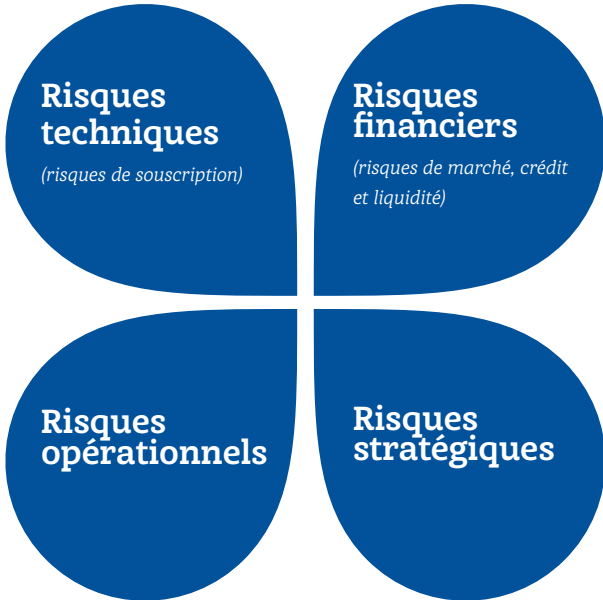 Risques
techniques
(risques de souscription)
Risques
financiers
(risques de marché, crédit
et liquidité)
Risques
opérationnels
Risques
stratégiques